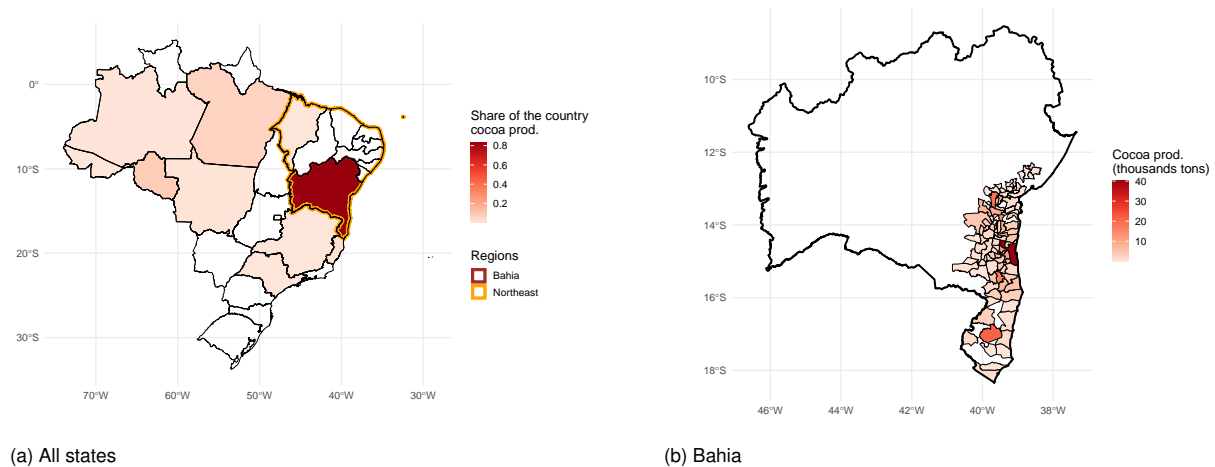 0°
10°S
20°S
30°S
70°W
60°W
50°W
40°W
30°W
Share of the country
cocoa prod.
0.8
0.6
0.4
0.2
Regions
Bahia
Northeast
(a) All states
10°S
12°S
14°S
16°S
18°S
46°W
44°W
42°W
40°W
38°W
Cocoa prod.
(thousands tons)
40
30
20
10
(b) Bahia